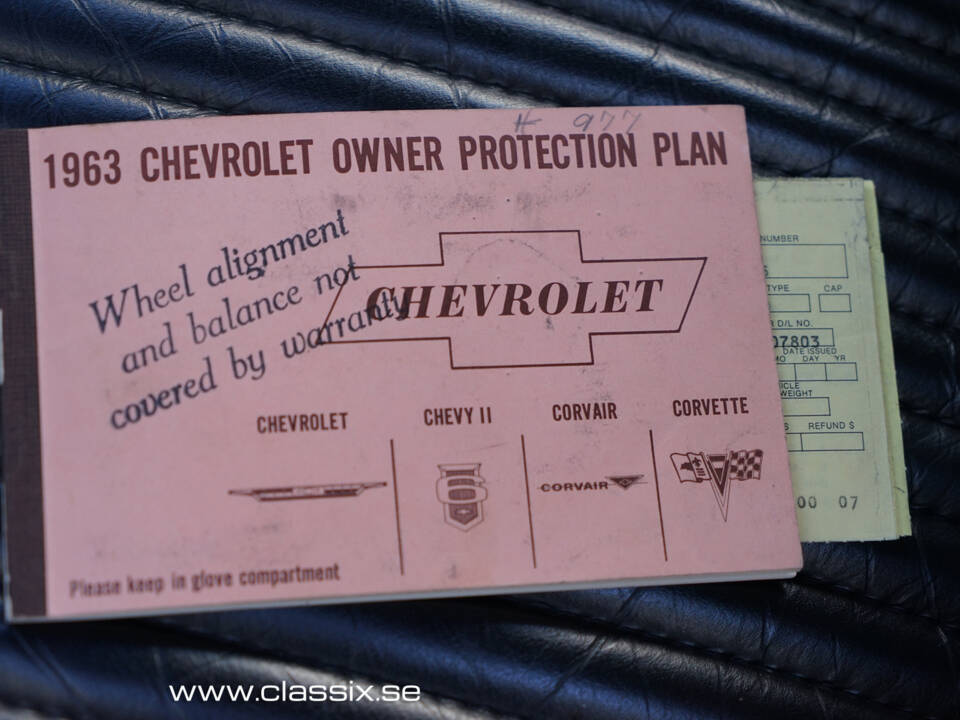 # 977
1963 CHEVROLET OWNER PROTECTION PLAN
Wheel alignment
and balance not
covered by warranty
CHEVROLET
CHEVROLET
CHEVY II
CORVAIR
CORVETTE
CORVAIR
Please keep in glove compartment
NUMBER
TYPE
CAP
R D/L NO.
07803
DATE ISSUED
MO DAY YR
ICLE
WEIGHT
S REFUND $
00 07
www.classix.se